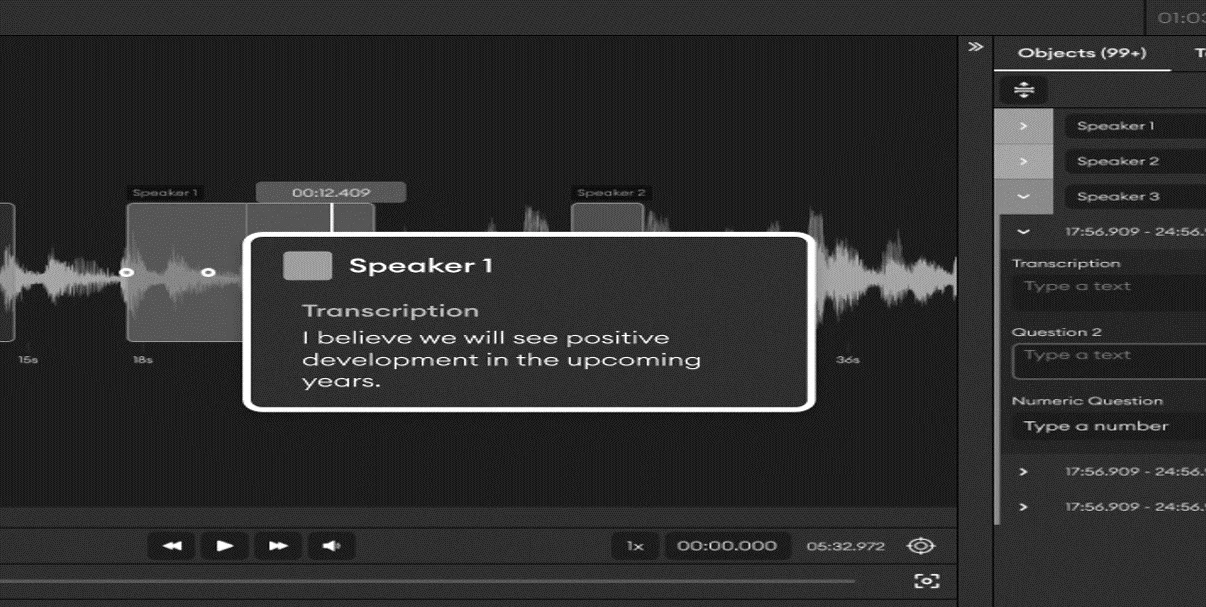 01:03
Objects (99+)
Speaker 1
Speaker 2
Speaker 3
17:56.909 - 24:56.
Transcription
Type a text
Question 2
Type a text
Numeric Question
Type a number
17:56.909 - 24:56.
17:56.909 - 24:56.
Speaker 1
00:12.409
Speaker 2
Speaker 1
Transcription
I believe we will see positive
development in the upcoming
years.
15s
18s
36s
1x
00:00.000
05:32.972